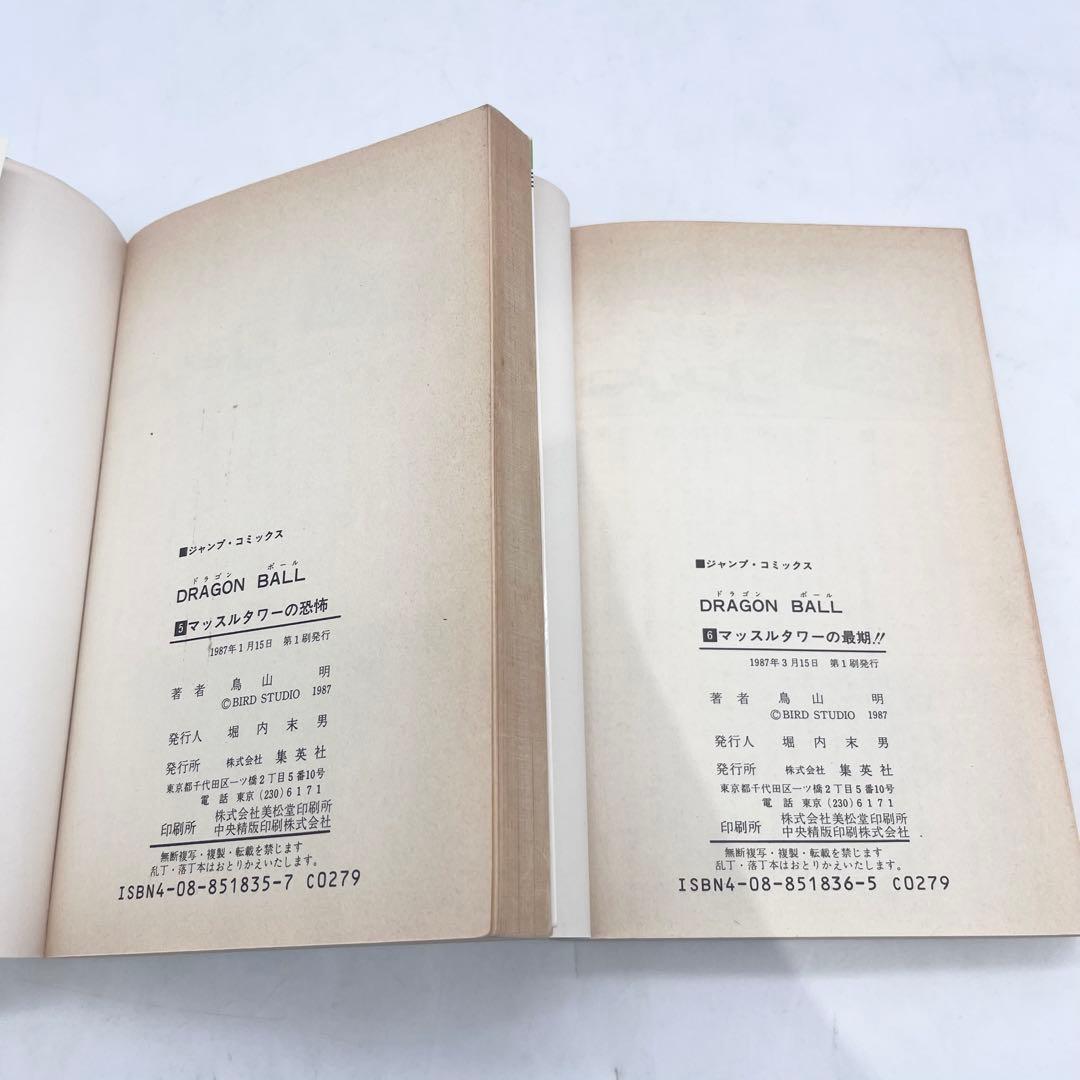 ■ジャンプ・コミックス
ドラゴン ボール
DRAGON BALL
5マッスルタワーの恐怖
1987年1月15日 第1刷発行
著者 鳥山明
©BIRD STUDIO 1987
発行人 堀内末男
発行所 株式会社 集英社
東京都千代田区一ツ橋2丁目5番10号
電話 東京(230)6171
印刷所 株式会社美松堂印刷所
中央精版印刷株式会社
無断複写・複製・転載を禁じます
乱丁・落丁本はおとりかえいたします。
ISBN4-08-851835-7 C0279
■ジャンプ・コミックス
ドラゴン ボール
DRAGON BALL
6マッスルタワーの最期!!
1987年3月15日 第1刷発行
著者 鳥山明
©BIRD STUDIO 1987
発行人 堀内末男
発行所 株式会社 集英社
東京都千代田区一ツ橋2丁目5番10号
電話 東京(230)6171
印刷所 株式会社美松堂印刷所
中央精版印刷株式会社
無断複写・複製・転載を禁じます
乱丁・落丁本はおとりかえいたします。
ISBN4-08-851836-5 C0279